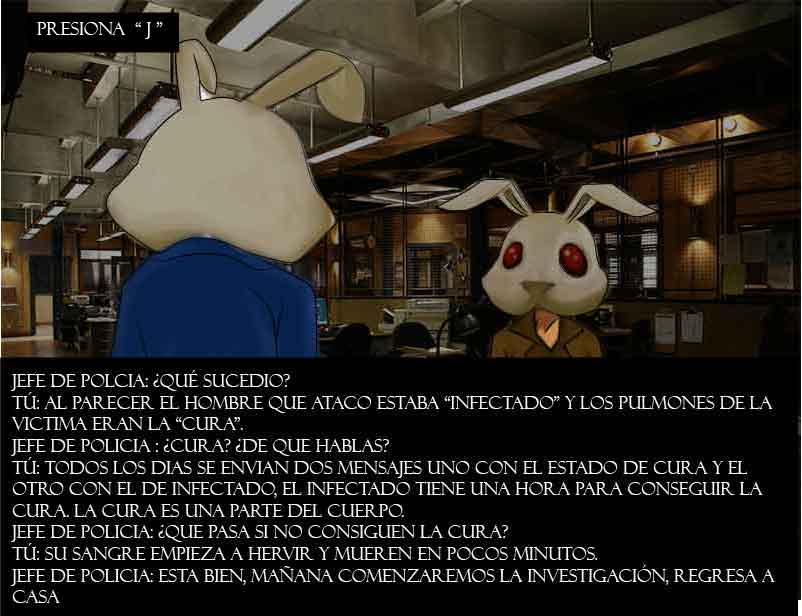 PRESIONA “ J ”
JEFE DE POLCIA: ¿QUÉ SUCEDIO?
TÚ: AL PARECER EL HOMBRE QUE ATACO ESTABA “INFECTADO” Y LOS PULMONES DE LA
VICTIMA ERAN LA “CURA”.
JEFE DE POLICIA : ¿CURA? ¿DE QUE HABLAS?
TÚ: TODOS LOS DIAS SE ENVIAN DOS MENSAJES UNO CON EL ESTADO DE CURA Y EL
OTRO CON EL DE INFECTADO, EL INFECTADO TIENE UNA HORA PARA CONSEGUIR LA
CURA. LA CURA ES UNA PARTE DEL CUERPO.
JEFE DE POLICIA: ¿QUE PASA SI NO CONSIGUEN LA CURA?
TÚ: SU SANGRE EMPIEZA A HERVIR Y MUEREN EN POCOS MINUTOS.
JEFE DE POLICIA: ESTA BIEN, MAÑANA COMENZAREMOS LA INVESTIGACIÓN, REGRESA A
CASA